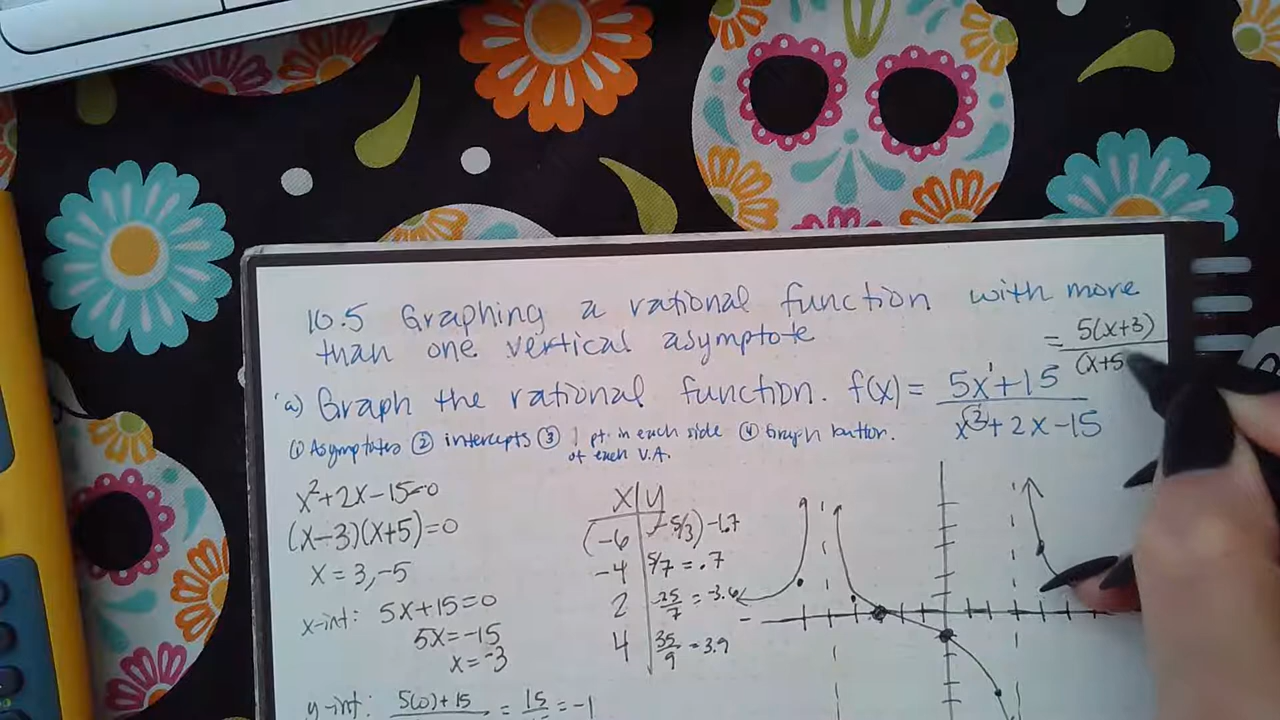 10.5 Graphing a rational function with more
than one vertical asymptote
= 5(x+3)/(x+5
a) Graph the rational function. f(x) = 5x¹+15/x²+2x-15
① Asymptotes ② intercepts ③ 1 pt. in each side ④ Graph button.
of each V.A.
x²+2x-15=0
(x-3)(x+5)=0
x = 3,-5
x-int: 5x+15=0
5x=-15
x=-3
y-int: 5(0)+15 = 15 = -1
x | y
-6 | -5/3) -1.7
-4 | 5/7 = .7
2 | -25/7 = -3.6
4 | 35/9 = 3.9